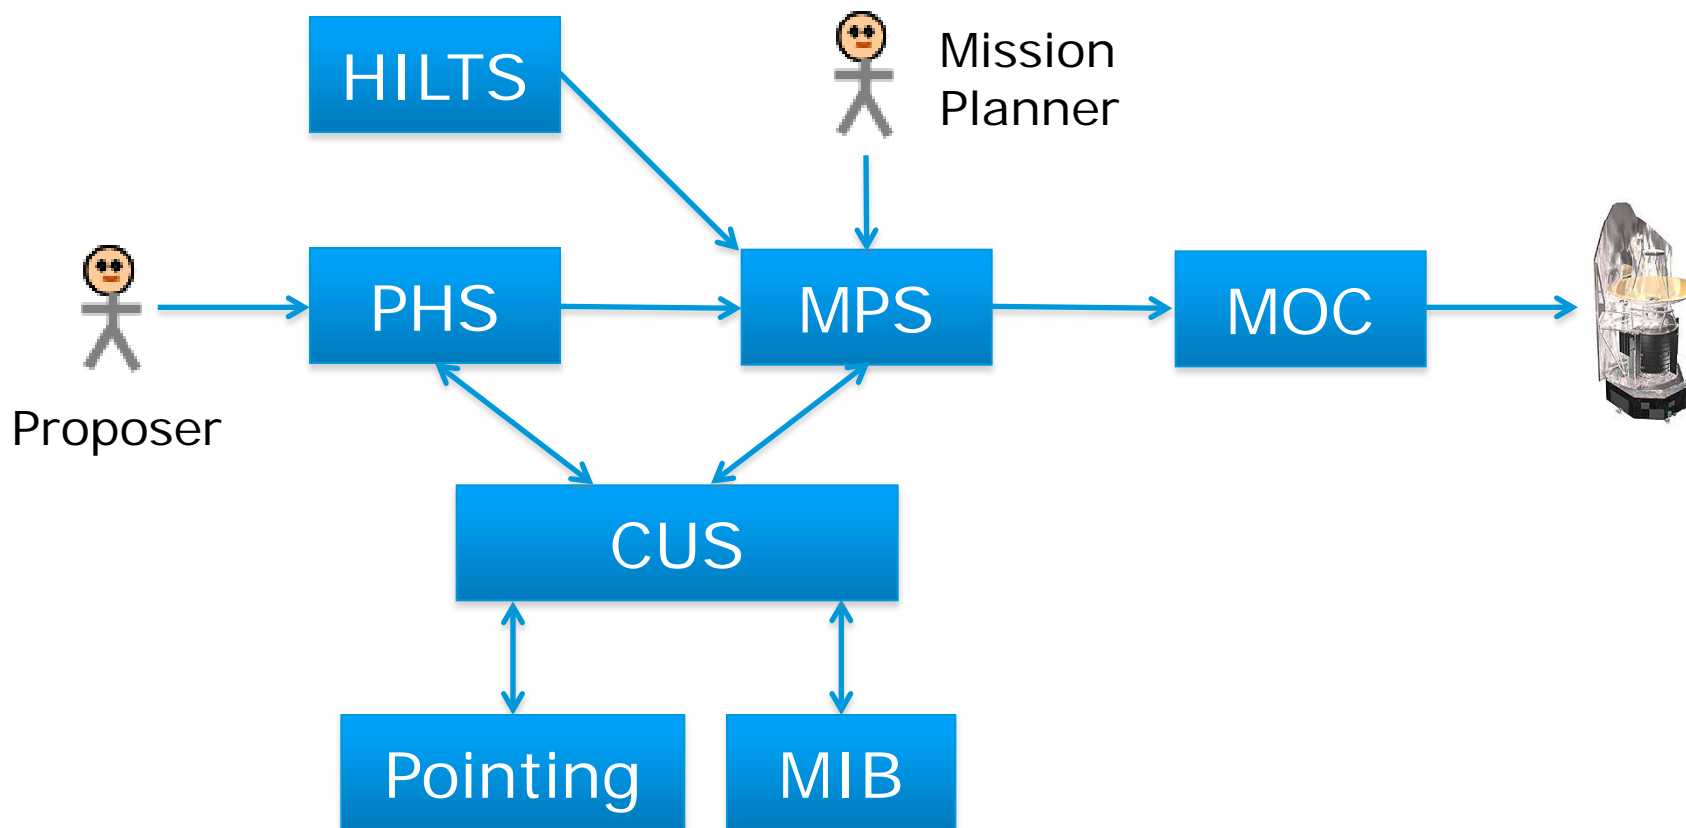 HILTS
Mission
Planner
PHS
MPS
MOC
Proposer
CUS
Pointing
MIB